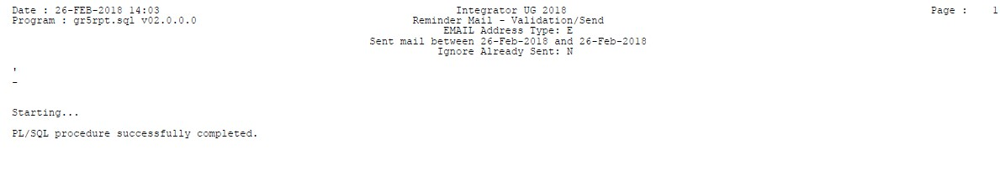 Date : 26-FEB-2018 14:03 Integrator UG 2018 Page : 1
Program : gr5rpt.sql v02.0.0.0 Reminder Mail - Validation/Send
EMAIL Address Type: E
Sent mail between 26-Feb-2018 and 26-Feb-2018
Ignore Already Sent: N
'
-
Starting...
PL/SQL procedure successfully completed.